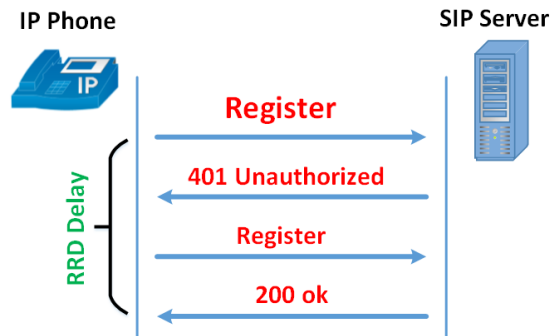 IP Phone
SIP Server
IP
Register
401 Unauthorized
RRD Delay
Register
200 ok